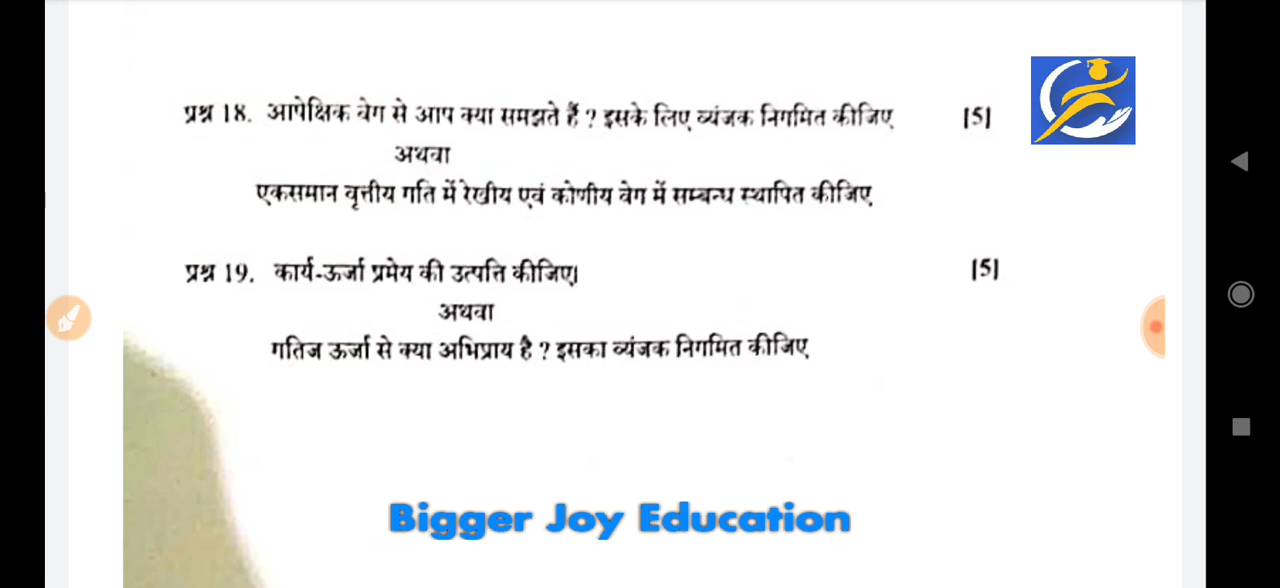 प्रश्न 18. आपेक्षिक वेग से आप क्या समझते हैं ? इसके लिए व्यंजक निगमित कीजिए [5]
अथवा
एकसमान वृत्तीय गति में रेखीय एवं कोणीय वेग में सम्बन्ध स्थापित कीजिए
प्रश्न 19. कार्य-ऊर्जा प्रमेय की उत्पत्ति कीजिए। [5]
अथवा
गतिज ऊर्जा से क्या अभिप्राय है ? इसका व्यंजक निगमित कीजिए
Bigger Joy Education